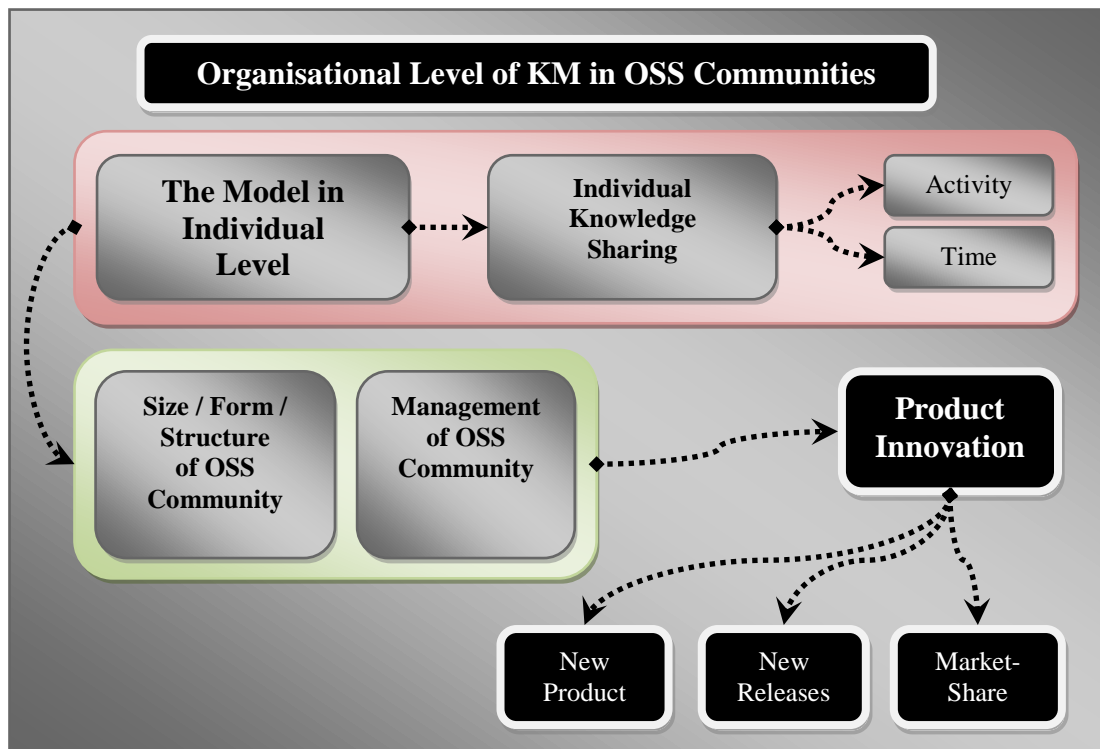 Organisational Level of KM in OSS Communities
The Model in
Individual
Level
Individual
Knowledge
Sharing
Activity
Time
Size / Form /
Structure
of OSS
Community
Management
of OSS
Community
Product
Innovation
New
Product
New
Releases
Market-
Share